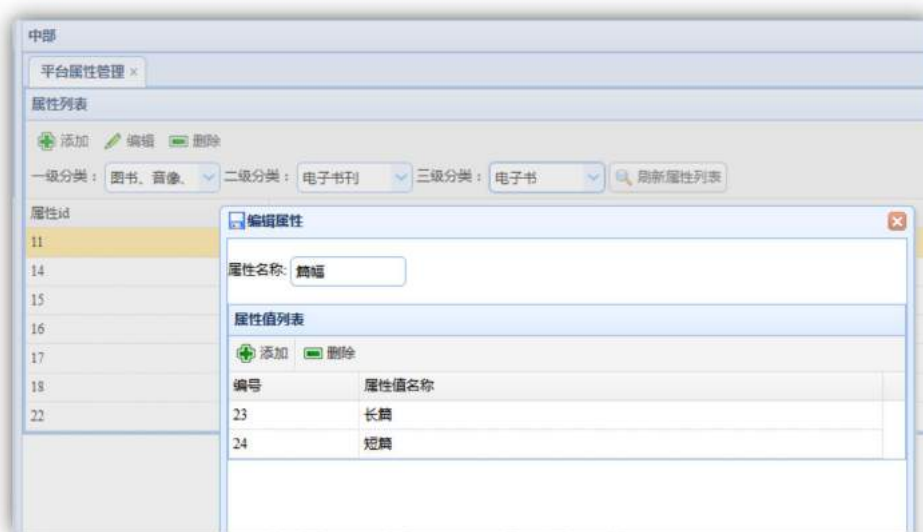 中部
平台属性管理 ×
属性列表
添加 编辑 删除
一级分类： 图书、音像、 二级分类： 电子书刊 三级分类： 电子书 刷新属性列表
属性id
11
14
15
16
17
18
22
编辑属性
属性名称: 篇幅
属性值列表
添加 删除
编号 属性值名称
23 长篇
24 短篇